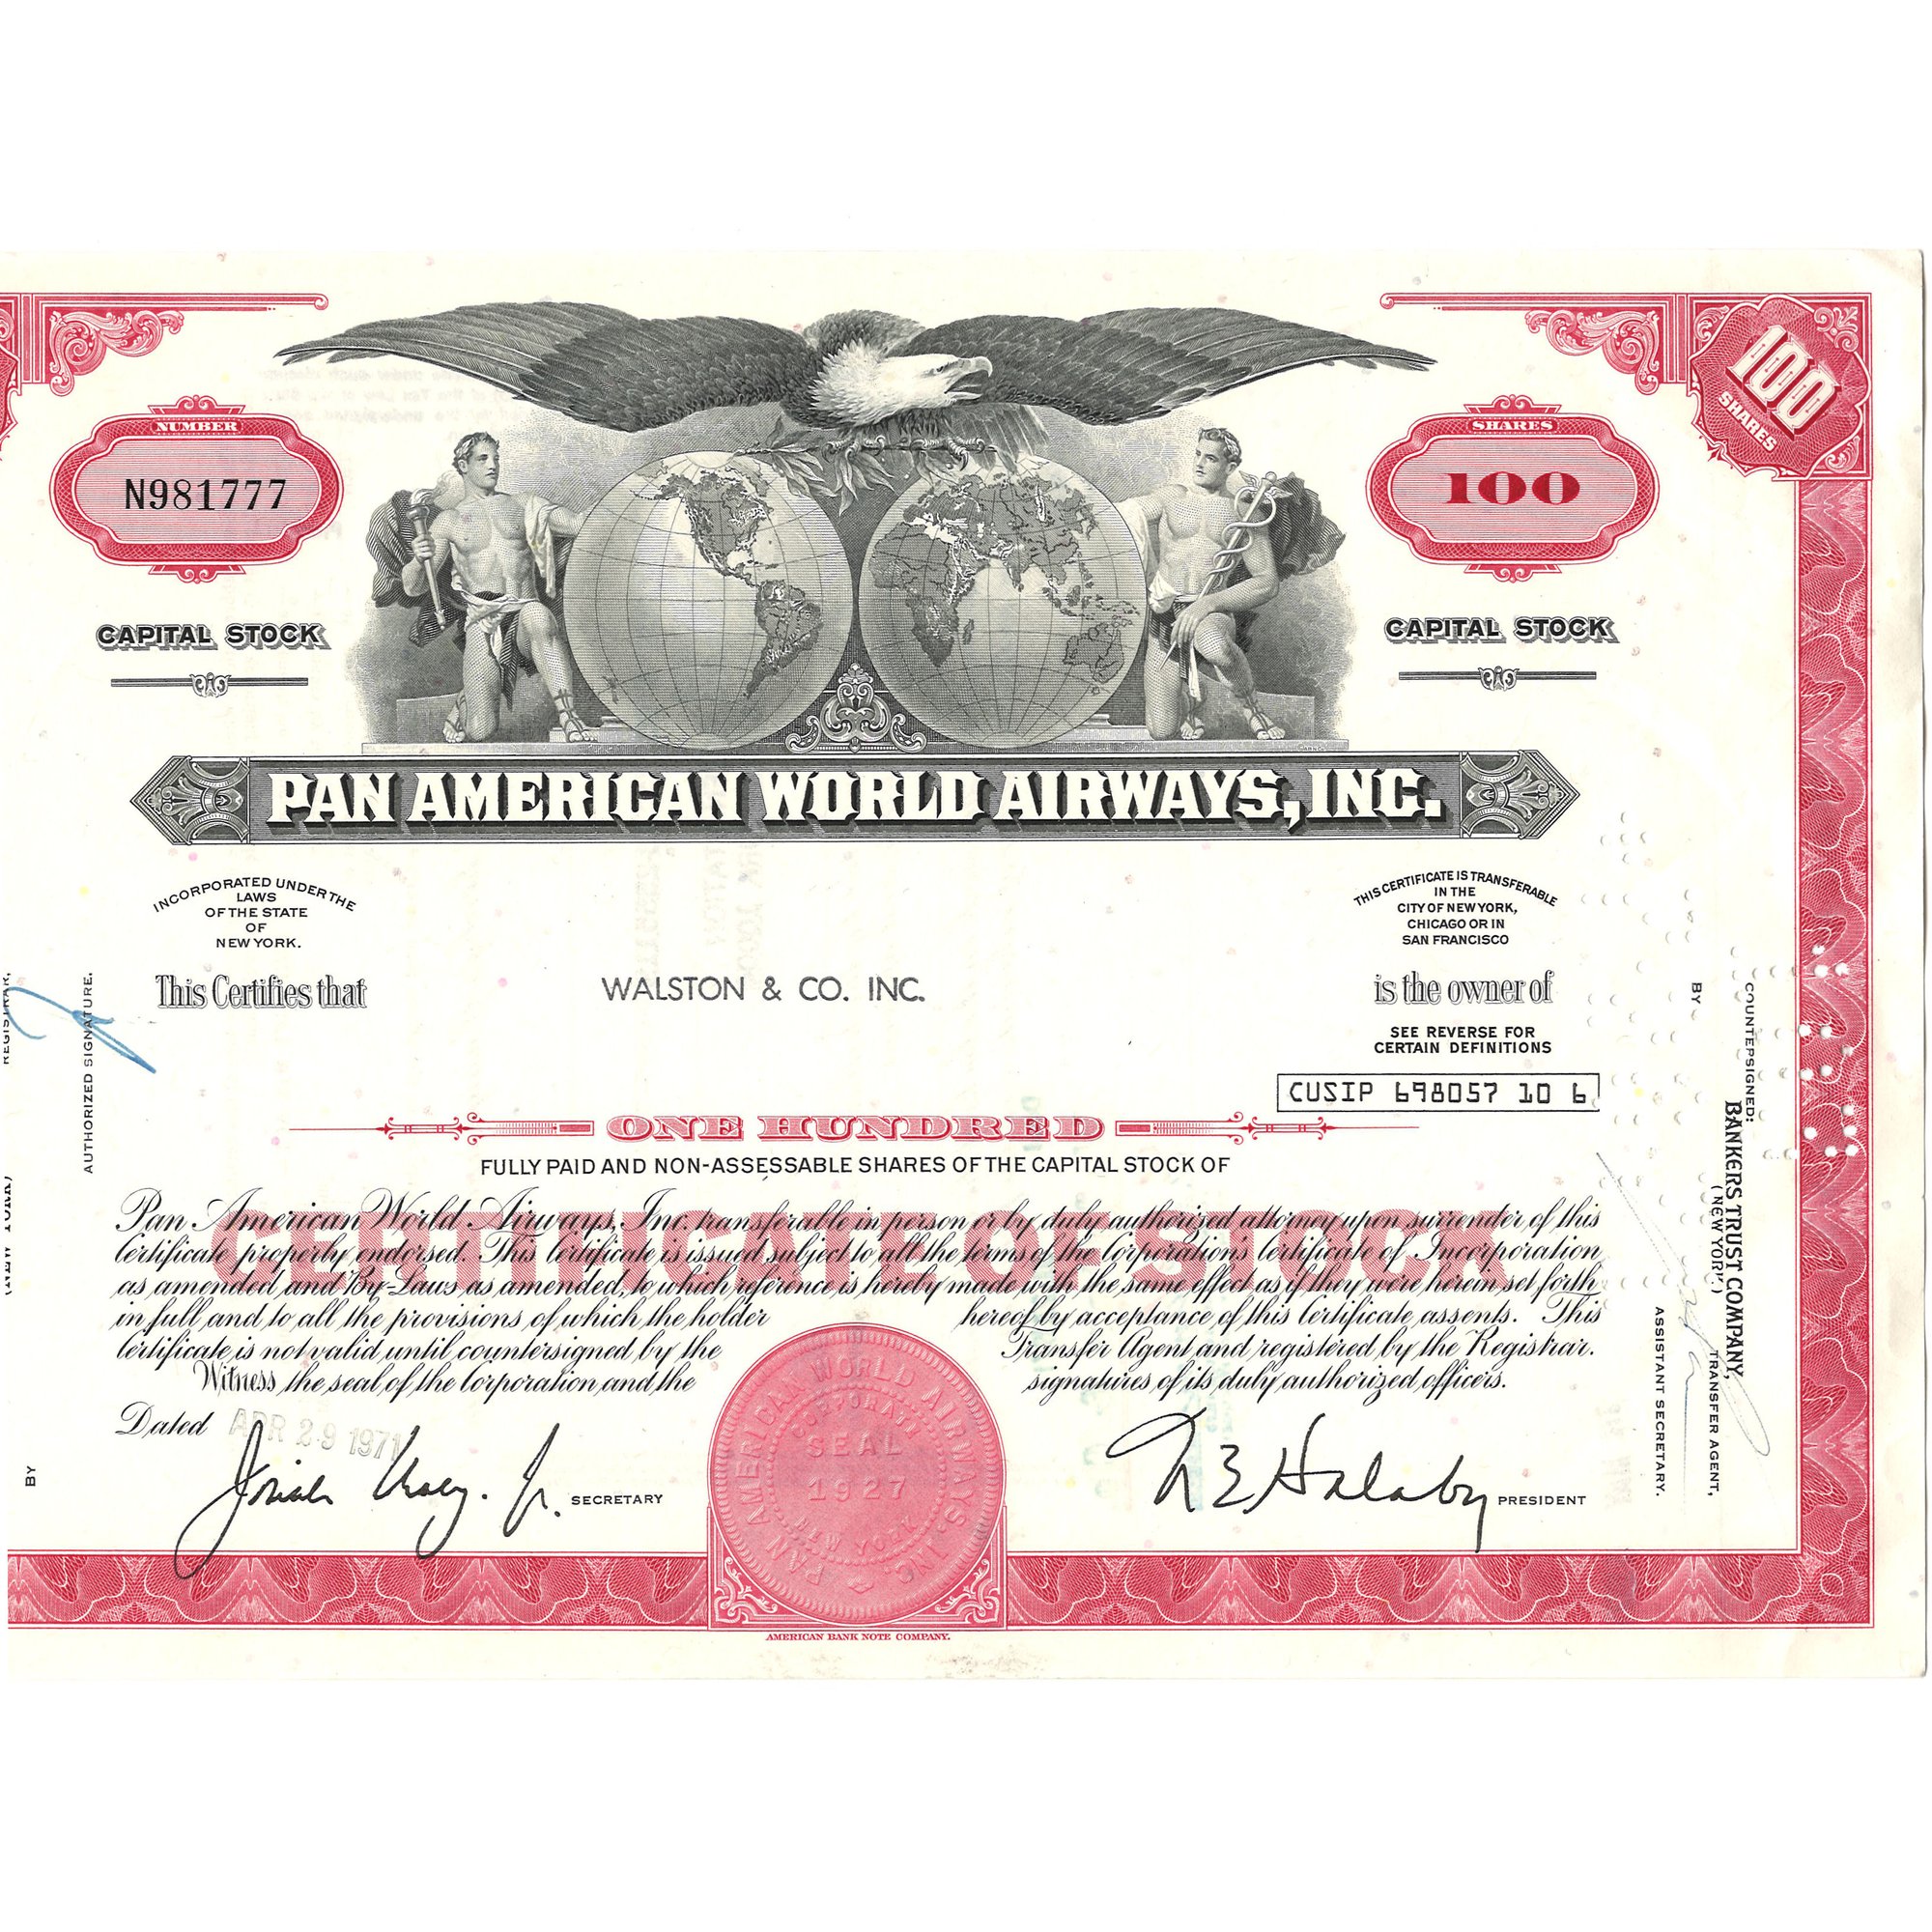 100
SHARES
NUMBER
N981777
SHARES
100
CAPITAL STOCK
CAPITAL STOCK
PAN AMERICAN WORLD AIRWAYS, INC.
INCORPORATED UNDER THE
LAWS
OF THE STATE
OF
NEW YORK.
THIS CERTIFICATE IS TRANSFERABLE
IN THE
CITY OF NEW YORK,
CHICAGO OR IN
SAN FRANCISCO
This Certifies that
WALSTON & CO. INC.
is the owner of
SEE REVERSE FOR
CERTAIN DEFINITIONS
CUSIP 698057 10 6
ONE HUNDRED
FULLY PAID AND NON-ASSESSABLE SHARES OF THE CAPITAL STOCK OF
CERTIFICATE OF STOCK
Pan American World Airways, Inc. transferable in person or by duly authorized attorney upon surrender of this
Certificate properly endorsed. This Certificate is issued subject to all the terms of the Corporation's Certificate of Incorporation
as amended and By-Laws as amended, to which reference is hereby made with the same effect as if they were herein set forth
in full and to all the provisions of which the holder hereof by acceptance of this Certificate assents. This
Certificate is not valid until countersigned by the Transfer Agent and registered by the Registrar.
Witness the seal of the Corporation and the signatures of its duly authorized officers.
Dated APR 29 1971
SECRETARY
N E Halaby
PRESIDENT
PAN AMERICAN WORLD AIRWAYS, INC.
CORPORATE
SEAL
1927
NEW YORK
AMERICAN BANK NOTE COMPANY.
REGISTRAR,
(NEW YORK)
BY
AUTHORIZED SIGNATURE.
COUNTERSIGNED:
BANKERS TRUST COMPANY,
(NEW YORK)
TRANSFER AGENT,
BY
ASSISTANT SECRETARY.